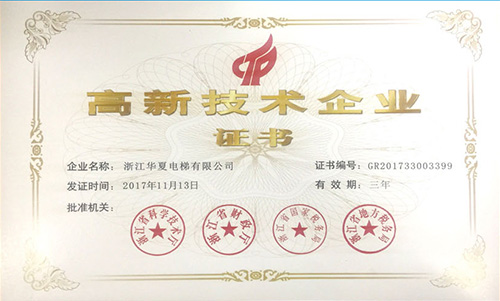 高新技术企业
证书
企业名称：浙江华夏电梯有限公司 证书编号：GR201733003399
发证时间：2017年11月13日 有 效 期：三年
批准机关：
浙江省科学技术厅 浙江省财政厅 浙江省国家税务局 浙江省地方税务局